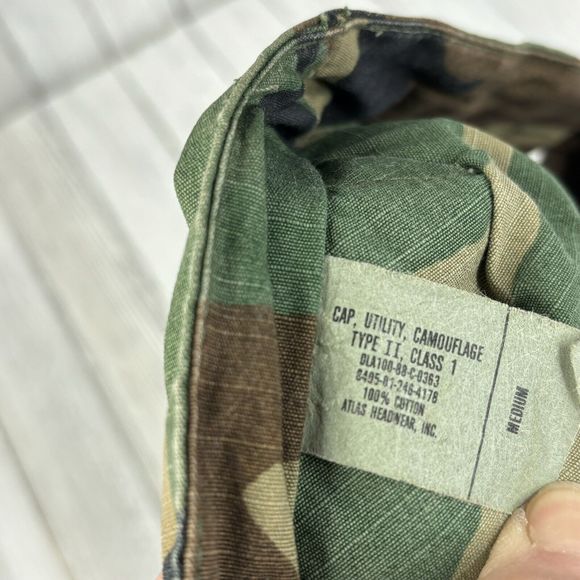 CAP, UTILITY, CAMOUFLAGE
TYPE II, CLASS 1
DLA100-88-C-0363
8405-01-246-4178
100% COTTON
ATLAS HEADWEAR, INC.
MEDIUM